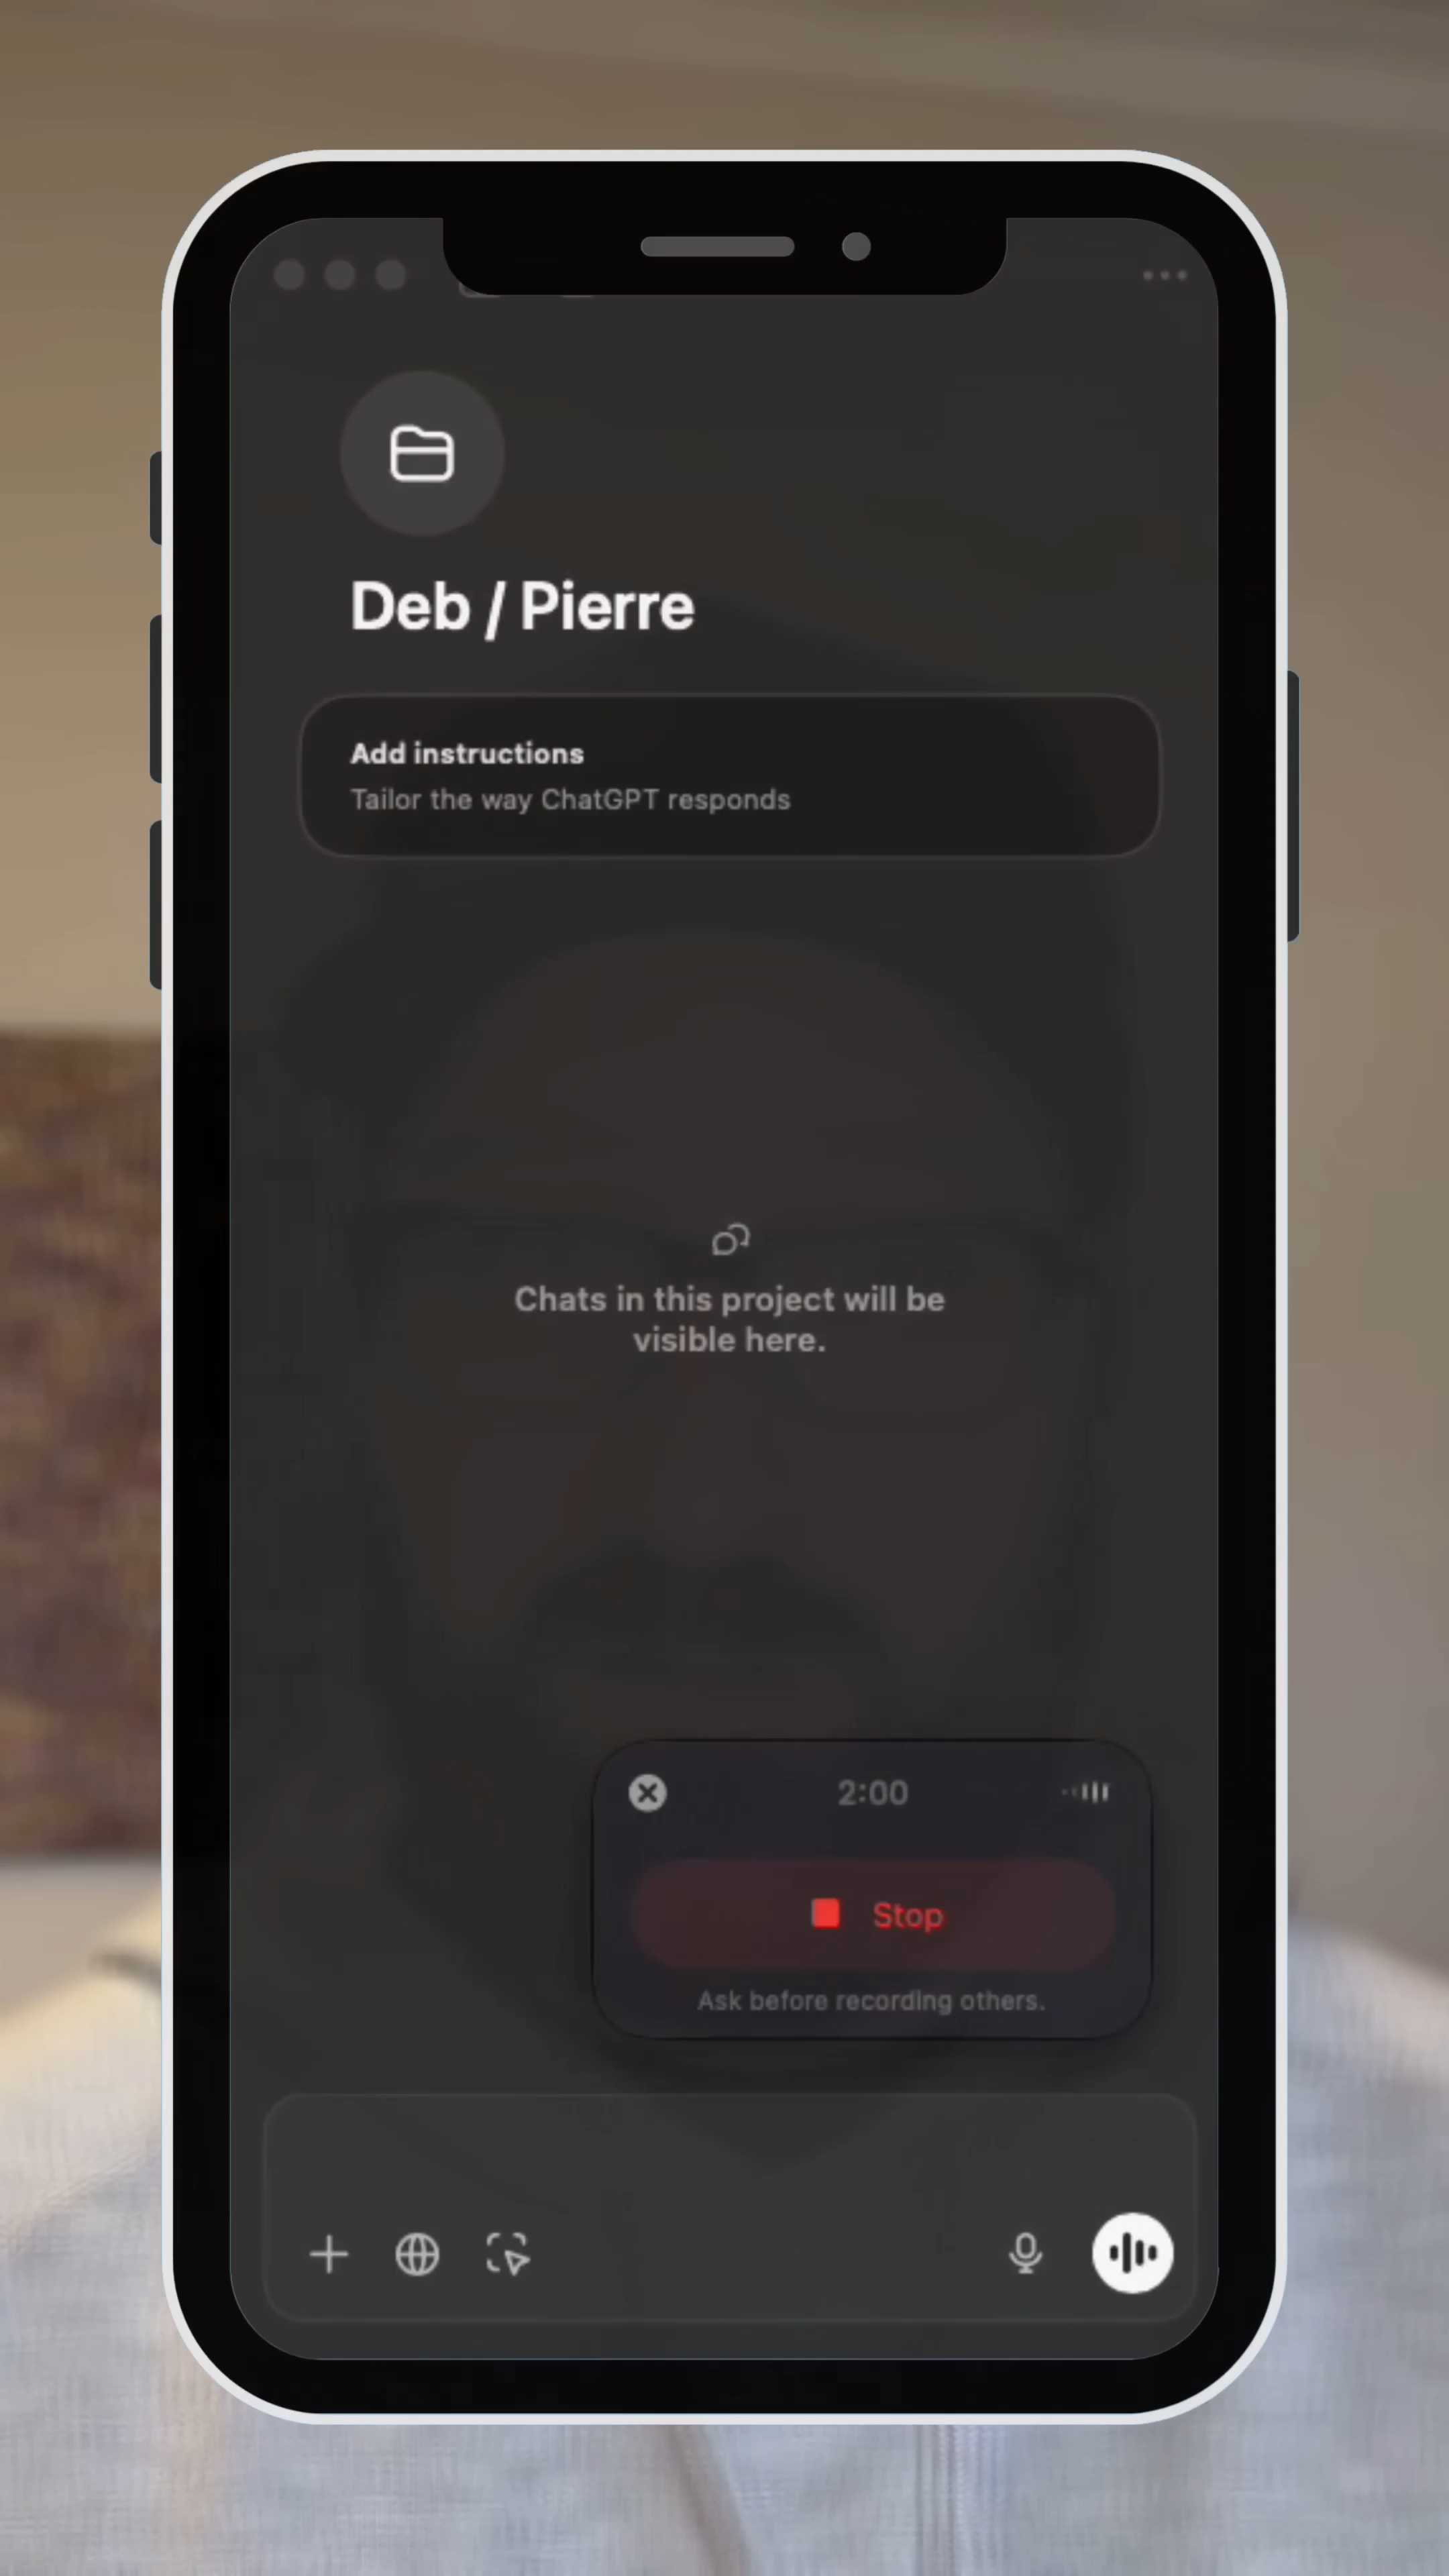 Deb / Pierre
Add instructions
Tailor the way ChatGPT responds
Chats in this project will be
visible here.
2:00
Stop
Ask before recording others.